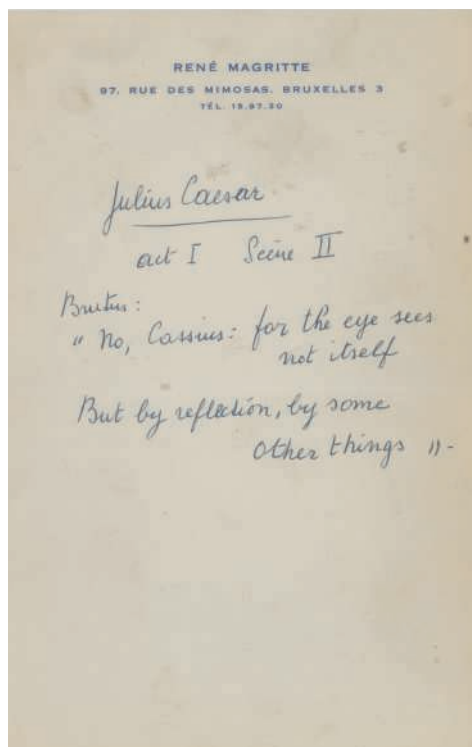 RENÉ MAGRITTE
97, RUE DES MIMOSAS, BRUXELLES 3
TÉL. 15.97.30
Julius Caesar
act I Scène II
Brutus:
" No, Cassius: for the eye sees
not itself
But by reflection, by some
other things "-